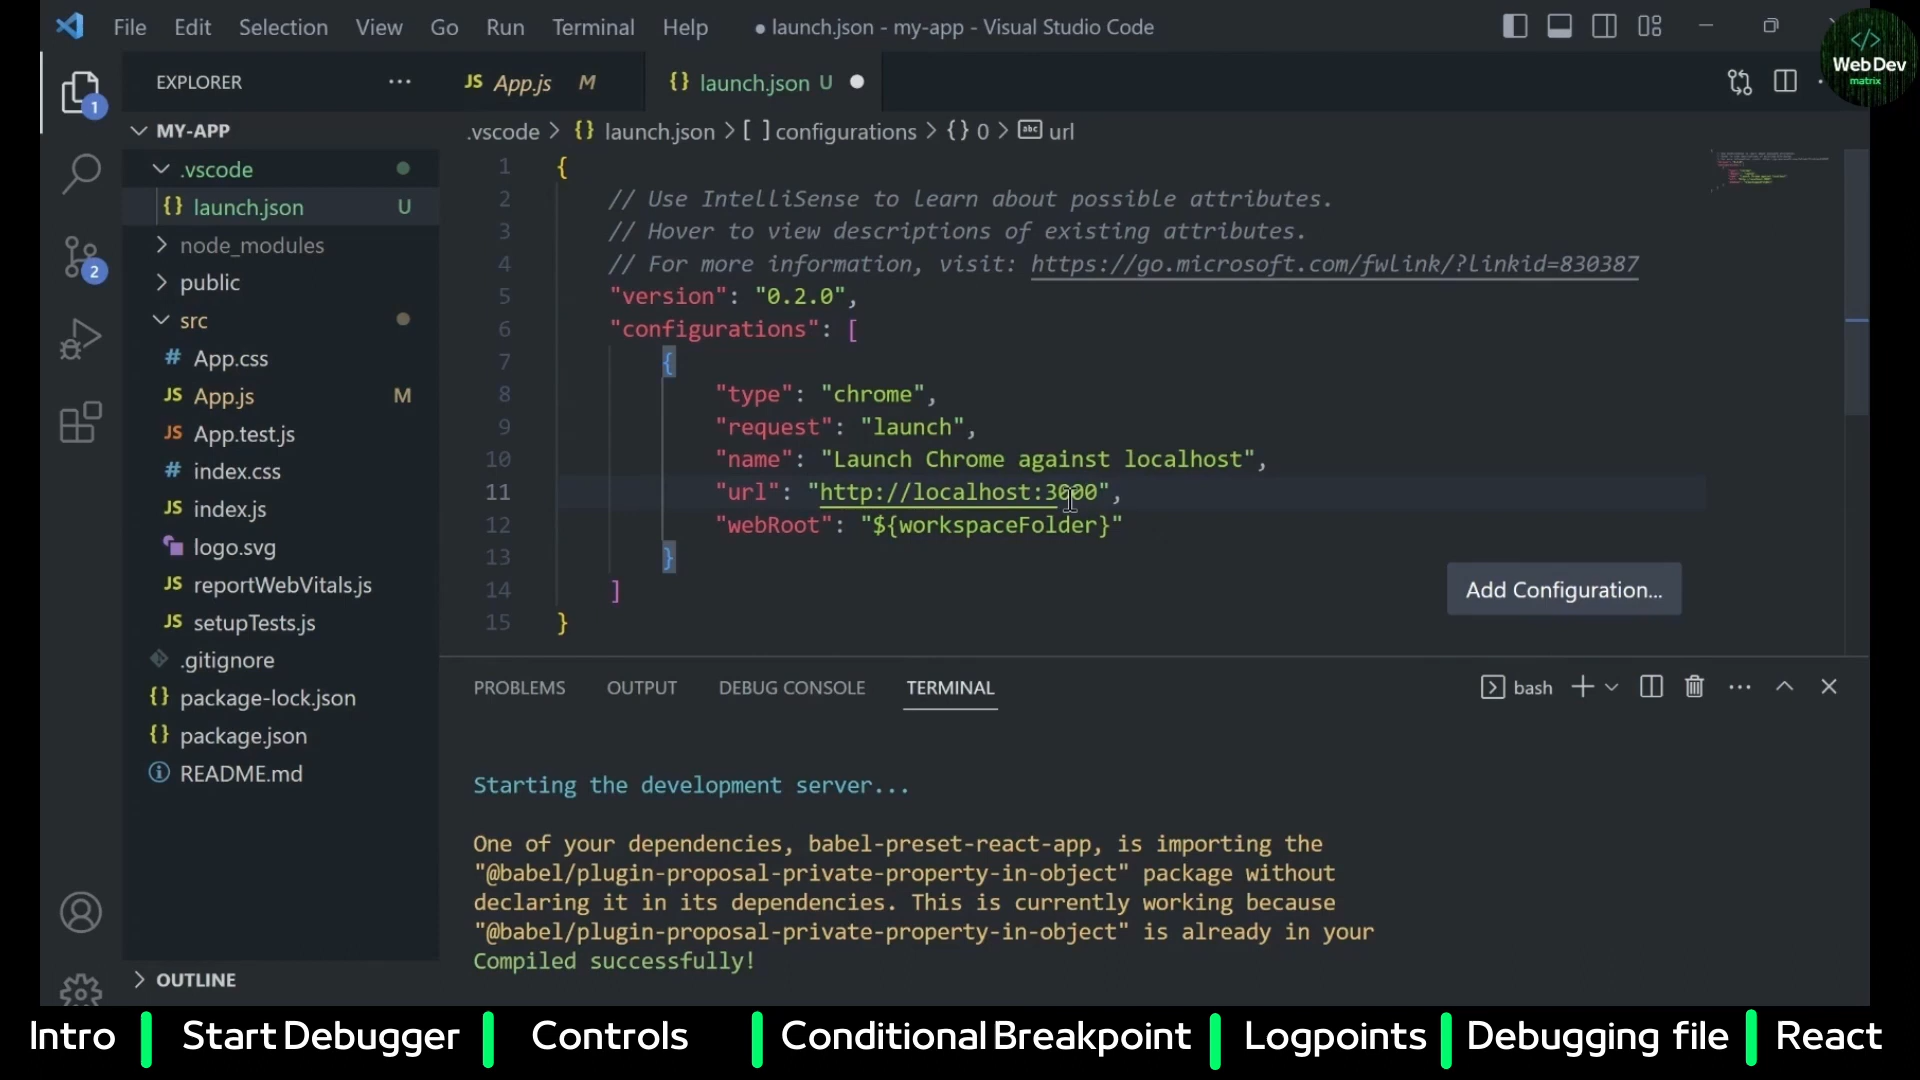 File Edit Selection View Go Run Terminal Help
● launch.json - my-app - Visual Studio Code
</>
WebDev
matrix
EXPLORER
JS App.js M
{} launch.json U
.vscode > {} launch.json > [ ] configurations > {} 0 > abc url
1
MY-APP
.vscode
{} launch.json U
node_modules
2
public
src
# App.css
JS App.js M
JS App.test.js
# index.css
JS index.js
logo.svg
JS reportWebVitals.js
JS setupTests.js
.gitignore
{} package-lock.json
{} package.json
README.md
OUTLINE
1 {
2 // Use IntelliSense to learn about possible attributes.
3 // Hover to view descriptions of existing attributes.
4 // For more information, visit: https://go.microsoft.com/fwlink/?linkid=830387
5 "version": "0.2.0",
6 "configurations": [
7 {
8 "type": "chrome",
9 "request": "launch",
10 "name": "Launch Chrome against localhost",
11 "url": "http://localhost:3000",
12 "webRoot": "${workspaceFolder}"
13 }
14 ]
15 }
Add Configuration...
PROBLEMS OUTPUT DEBUG CONSOLE TERMINAL
bash
Starting the development server...
One of your dependencies, babel-preset-react-app, is importing the
"@babel/plugin-proposal-private-property-in-object" package without
declaring it in its dependencies. This is currently working because
"@babel/plugin-proposal-private-property-in-object" is already in your
Compiled successfully!
Intro Start Debugger Controls Conditional Breakpoint Logpoints Debugging file React